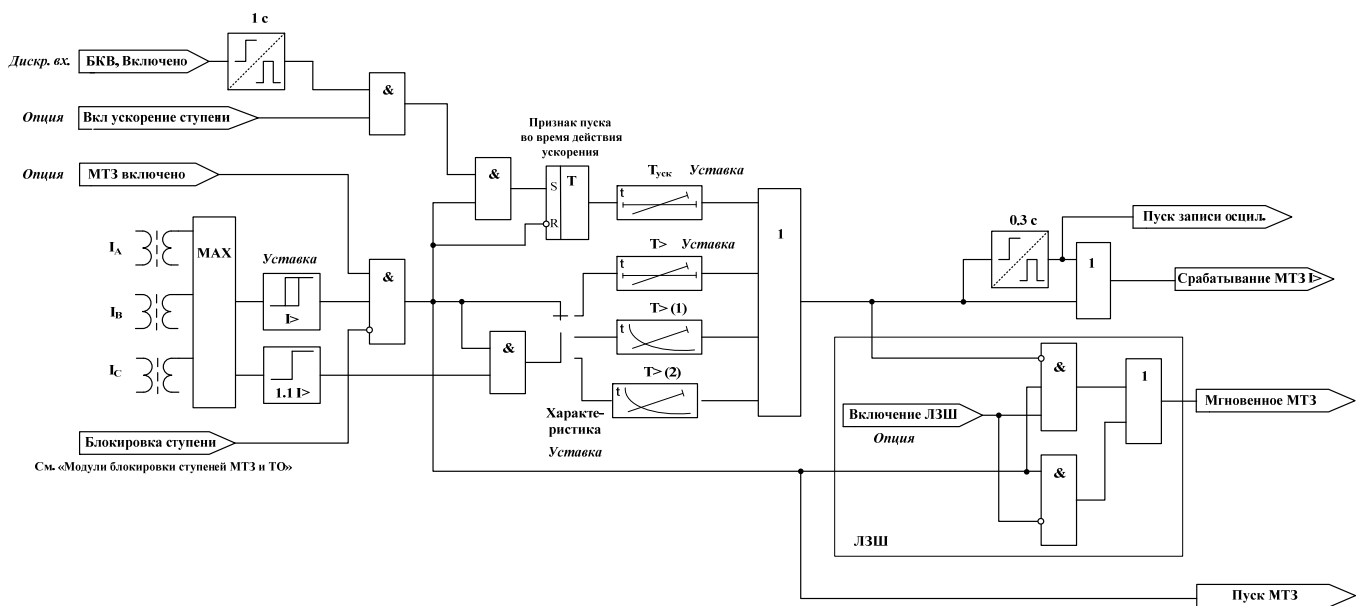 1 с
Дискр. вх.
БКВ, Включено
&
Опция
Вкл ускорение ступени
Признак пуска
во время действия
ускорения
Опция
МТЗ включено
&
S
T
R
Tуск
Уставка
t
1
0.3 с
Пуск записи осцил.
IA
MAX
Уставка
&
T>
Уставка
t
1
Срабатывание МТЗ I>
IB
I>
T> (1)
t
&
IC
1.1 I>
T> (2)
t
&
1
Включение ЛЗШ
Опция
Мгновенное МТЗ
Характе-
ристика
Уставка
Блокировка ступени
См. «Модули блокировки ступеней МТЗ и ТО»
&
ЛЗШ
Пуск МТЗ